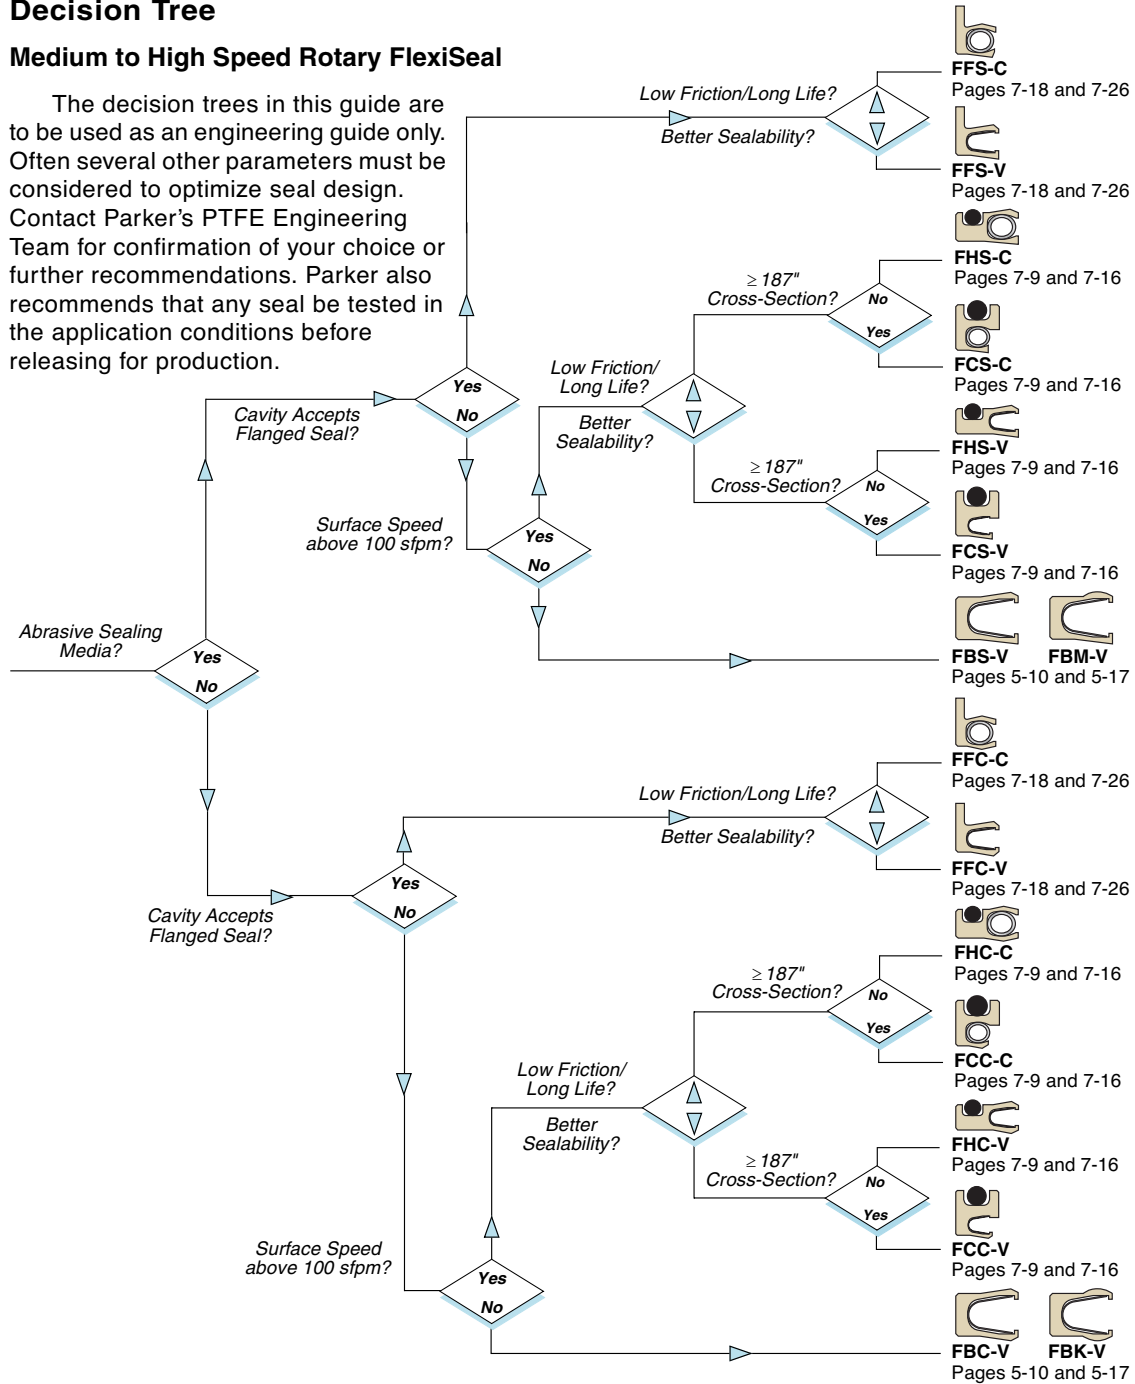 Decision Tree
Medium to High Speed Rotary FlexiSeal
The decision trees in this guide are
to be used as an engineering guide only.
Often several other parameters must be
considered to optimize seal design.
Contact Parker's PTFE Engineering
Team for confirmation of your choice or
further recommendations. Parker also
recommends that any seal be tested in
the application conditions before
releasing for production.
Low Friction/Long Life?
Better Sealability?
FFS-C
Pages 7-18 and 7-26
FFS-V
Pages 7-18 and 7-26
≥ 187"
Cross-Section?
No
Yes
FHS-C
Pages 7-9 and 7-16
FCS-C
Pages 7-9 and 7-16
Cavity Accepts
Flanged Seal?
Yes
No
Low Friction/
Long Life?
Better
Sealability?
≥ 187"
Cross-Section?
No
Yes
FHS-V
Pages 7-9 and 7-16
FCS-V
Pages 7-9 and 7-16
Surface Speed
above 100 sfpm?
Yes
No
FBS-V FBM-V
Pages 5-10 and 5-17
Abrasive Sealing
Media?
Yes
No
Low Friction/Long Life?
Better Sealability?
FFC-C
Pages 7-18 and 7-26
FFC-V
Pages 7-18 and 7-26
Cavity Accepts
Flanged Seal?
Yes
No
≥ 187"
Cross-Section?
No
Yes
FHC-C
Pages 7-9 and 7-16
FCC-C
Pages 7-9 and 7-16
Low Friction/
Long Life?
Better
Sealability?
≥ 187"
Cross-Section?
No
Yes
FHC-V
Pages 7-9 and 7-16
FCC-V
Pages 7-9 and 7-16
Surface Speed
above 100 sfpm?
Yes
No
FBC-V FBK-V
Pages 5-10 and 5-17